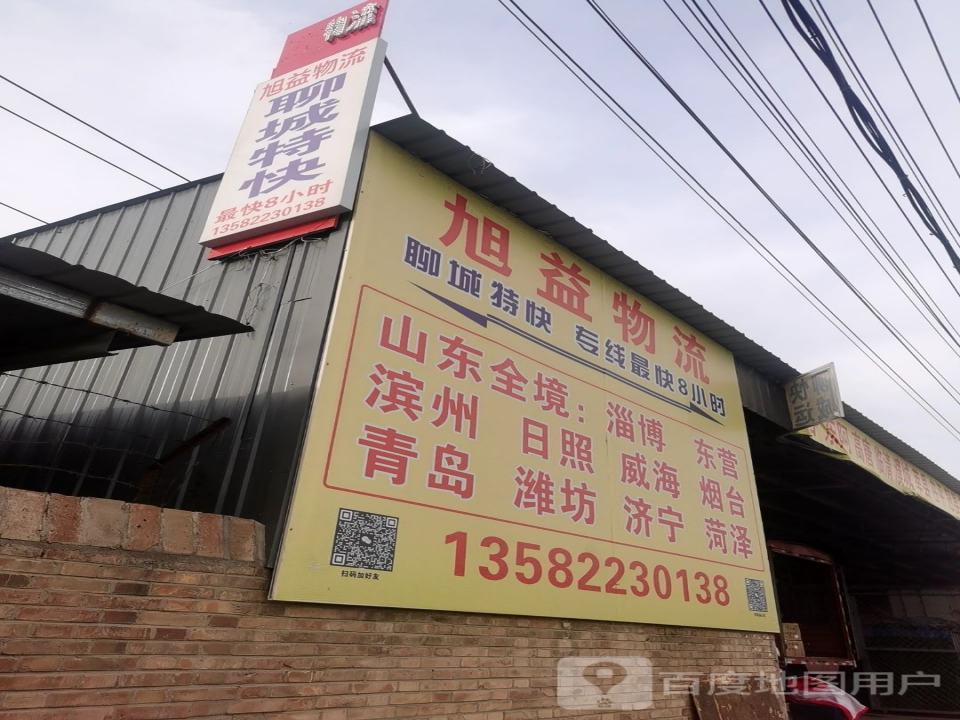 物流
旭益物流
聊城特快
最快8小时
13582230138
旭益物流
聊城特快 专线最快8小时
山东全境：淄博 东营
滨州 日照 威海 烟台
青岛 潍坊 济宁 菏泽
13582230138
扫码加好友
百度地图用户